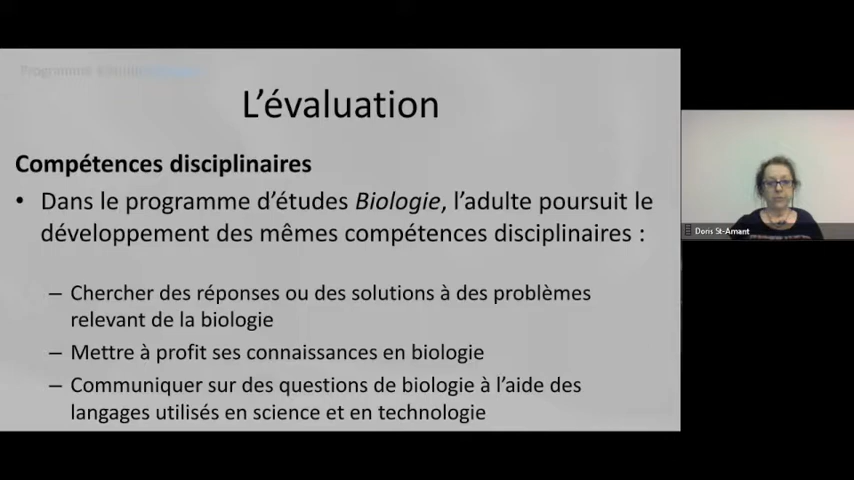 Programme d'études Biologie
L'évaluation
Compétences disciplinaires
• Dans le programme d'études Biologie, l'adulte poursuit le
développement des mêmes compétences disciplinaires :
– Chercher des réponses ou des solutions à des problèmes
relevant de la biologie
– Mettre à profit ses connaissances en biologie
– Communiquer sur des questions de biologie à l'aide des
langages utilisés en science et en technologie
Doris St-Amant